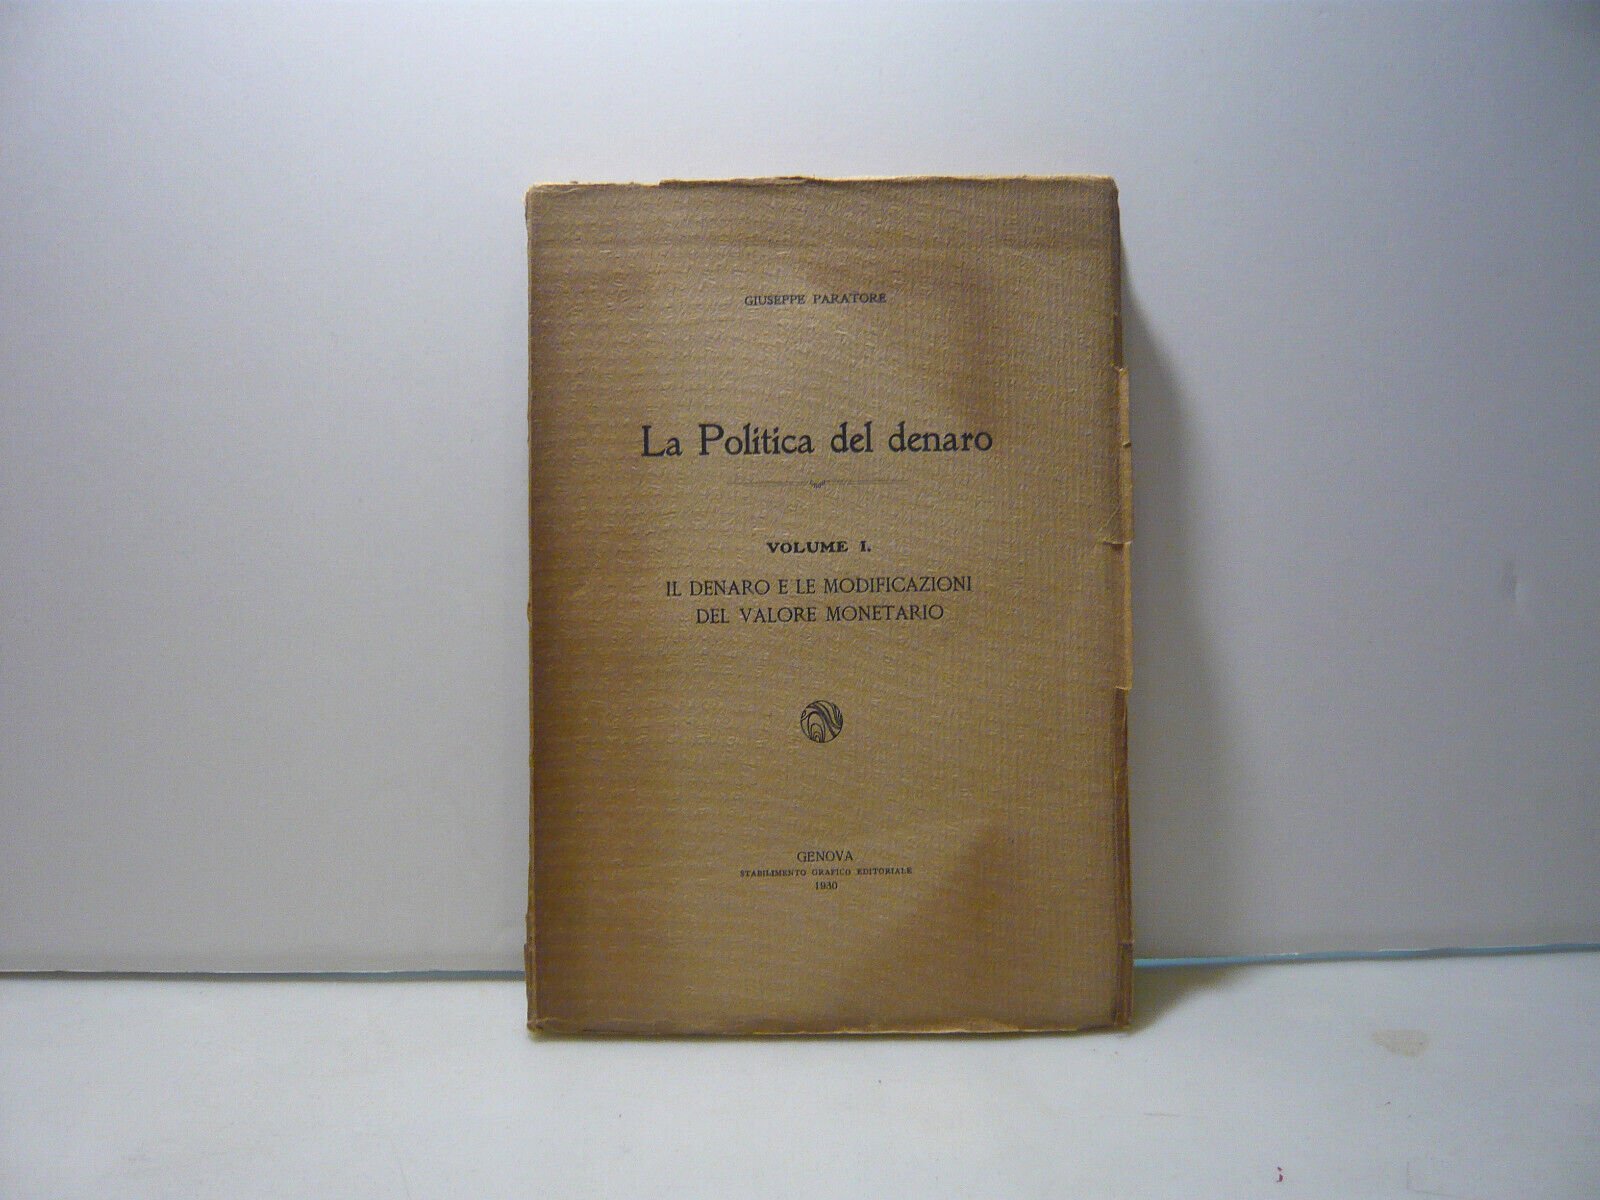 GIUSEPPE PARATORE
La Politica del denaro
VOLUME I.
IL DENARO E LE MODIFICAZIONI
DEL VALORE MONETARIO
GENOVA
STABILIMENTO GRAFICO EDITORIALE
1930